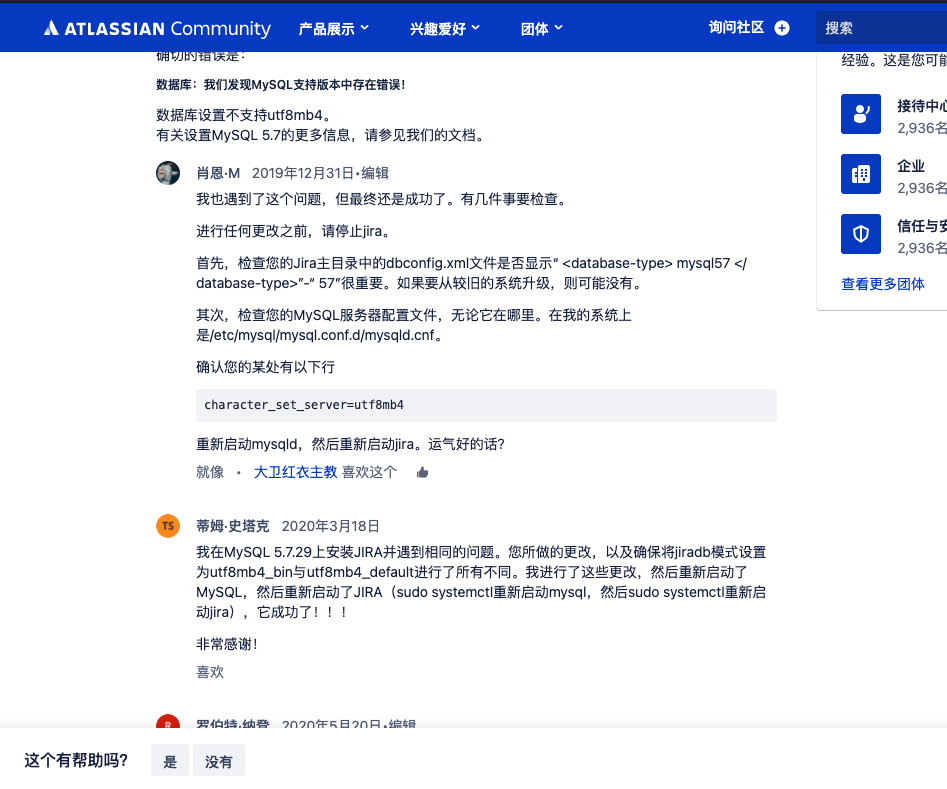 ATLASSIAN Community 产品展示 兴趣爱好 团体 询问社区 搜索
确切的错误是:
数据库：我们发现MySQL支持版本中存在错误!
数据库设置不支持utf8mb4。
有关设置MySQL 5.7的更多信息，请参见我们的文档。
肖恩·M 2019年12月31日•编辑
我也遇到了这个问题，但最终还是成功了。有几件事要检查。
进行任何更改之前，请停止jira。
首先，检查您的Jira主目录中的dbconfig.xml文件是否显示“ <database-type> mysql57 </
database-type>”-“ 57”很重要。如果要从较旧的系统升级，则可能没有。
其次，检查您的MySQL服务器配置文件，无论它在哪里。在我的系统上
是/etc/mysql/mysql.conf.d/mysqld.cnf。
确认您的某处有以下行
character_set_server=utf8mb4
重新启动mysqld，然后重新启动jira。运气好的话?
就像 • 大卫红衣主教 喜欢这个
TS 蒂姆·史塔克 2020年3月18日
我在MySQL 5.7.29上安装JIRA并遇到相同的问题。您所做的更改，以及确保将jiradb模式设置
为utf8mb4_bin与utf8mb4_default进行了所有不同。我进行了这些更改，然后重新启动了
MySQL，然后重新启动了JIRA（sudo systemctl重新启动mysql，然后sudo systemctl重新启
动jira），它成功了！！！
非常感谢!
喜欢
R 罗伯特·纳登 2020年5月20日•编辑
经验。这是您可能
接待中心
2,936名
企业
2,936名
信任与安
2,936名
查看更多团体
这个有帮助吗? 是 没有